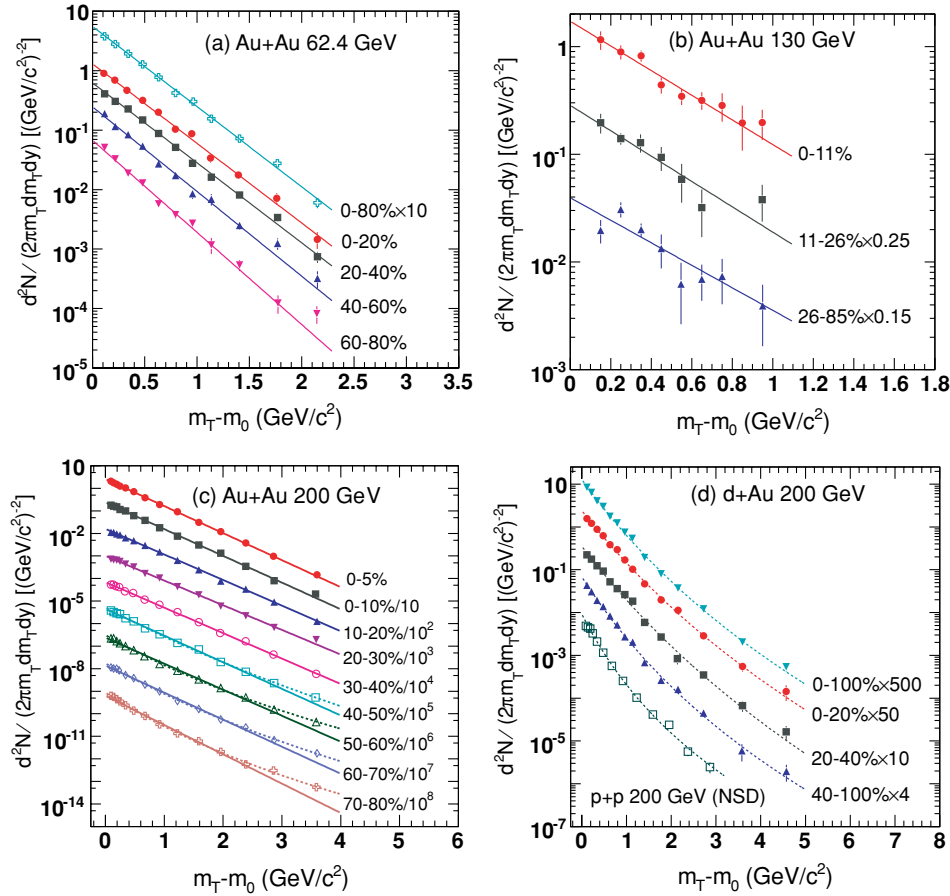 (a) Au+Au 62.4 GeV
d²N/ (2πm_T dm_T dy) [(GeV/c²)⁻²]
10
1
10⁻¹
10⁻²
10⁻³
10⁻⁴
10⁻⁵
0-80%×10
0-20%
20-40%
40-60%
60-80%
0 0.5 1 1.5 2 2.5 3 3.5
m_T-m_0 (GeV/c²)
(b) Au+Au 130 GeV
d²N/ (2πm_T dm_T dy) [(GeV/c²)⁻²]
1
10⁻¹
10⁻²
10⁻³
0-11%
11-26%×0.25
26-85%×0.15
0 0.2 0.4 0.6 0.8 1 1.2 1.4 1.6 1.8
m_T-m_0 (GeV/c²)
(c) Au+Au 200 GeV
d²N/ (2πm_T dm_T dy) [(GeV/c²)⁻²]
10
10⁻²
10⁻⁵
10⁻⁸
10⁻¹¹
10⁻¹⁴
0-5%
0-10%/10
10-20%/10²
20-30%/10³
30-40%/10⁴
40-50%/10⁵
50-60%/10⁶
60-70%/10⁷
70-80%/10⁸
0 1 2 3 4 5 6
m_T-m_0 (GeV/c²)
(d) d+Au 200 GeV
d²N/ (2πm_T dm_T dy) [(GeV/c²)⁻²]
10
10⁻¹
10⁻³
10⁻⁵
10⁻⁷
0-100%×500
0-20%×50
20-40%×10
40-100%×4
p+p 200 GeV (NSD)
0 1 2 3 4 5 6 7 8
m_T-m_0 (GeV/c²)